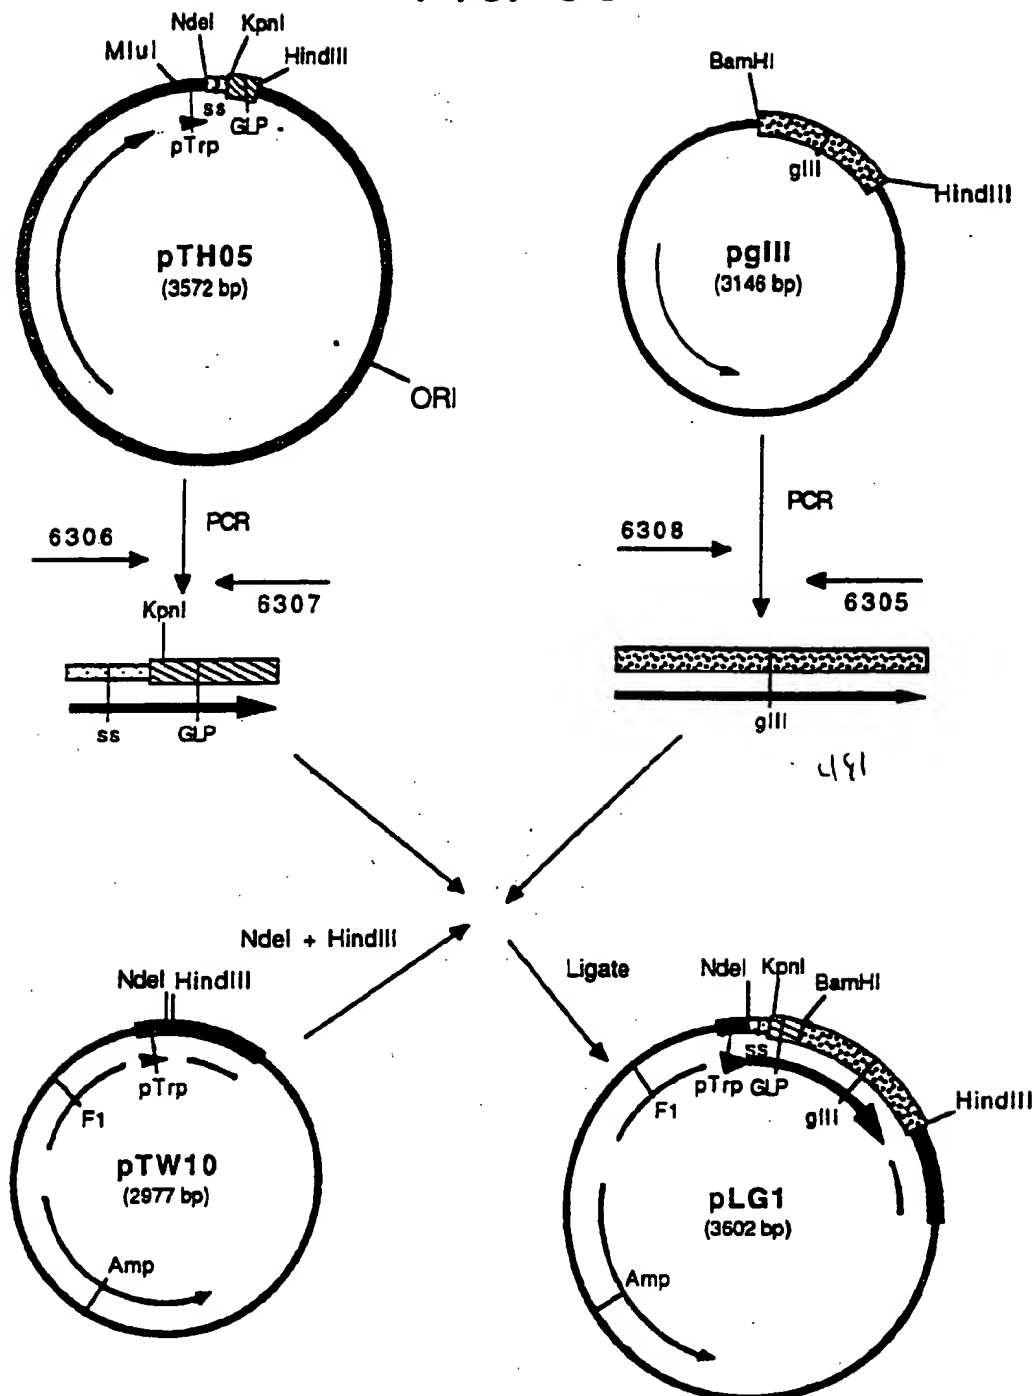 NdeI
KpnI
MluI
HindIII
ss
GLP
pTrp
pTH05
(3572 bp)
ORI
BamHI
gIII
HindIII
pgIII
(3146 bp)
PCR
6306
6307
KpnI
ss
GLP
PCR
6308
6305
gIII
NdeI + HindIII
Ligate
NdeI HindIII
pTrp
F1
pTW10
(2977 bp)
Amp
NdeI
KpnI
BamHI
ss
pTrp
GLP
F1
gIII
HindIII
pLG1
(3602 bp)
Amp